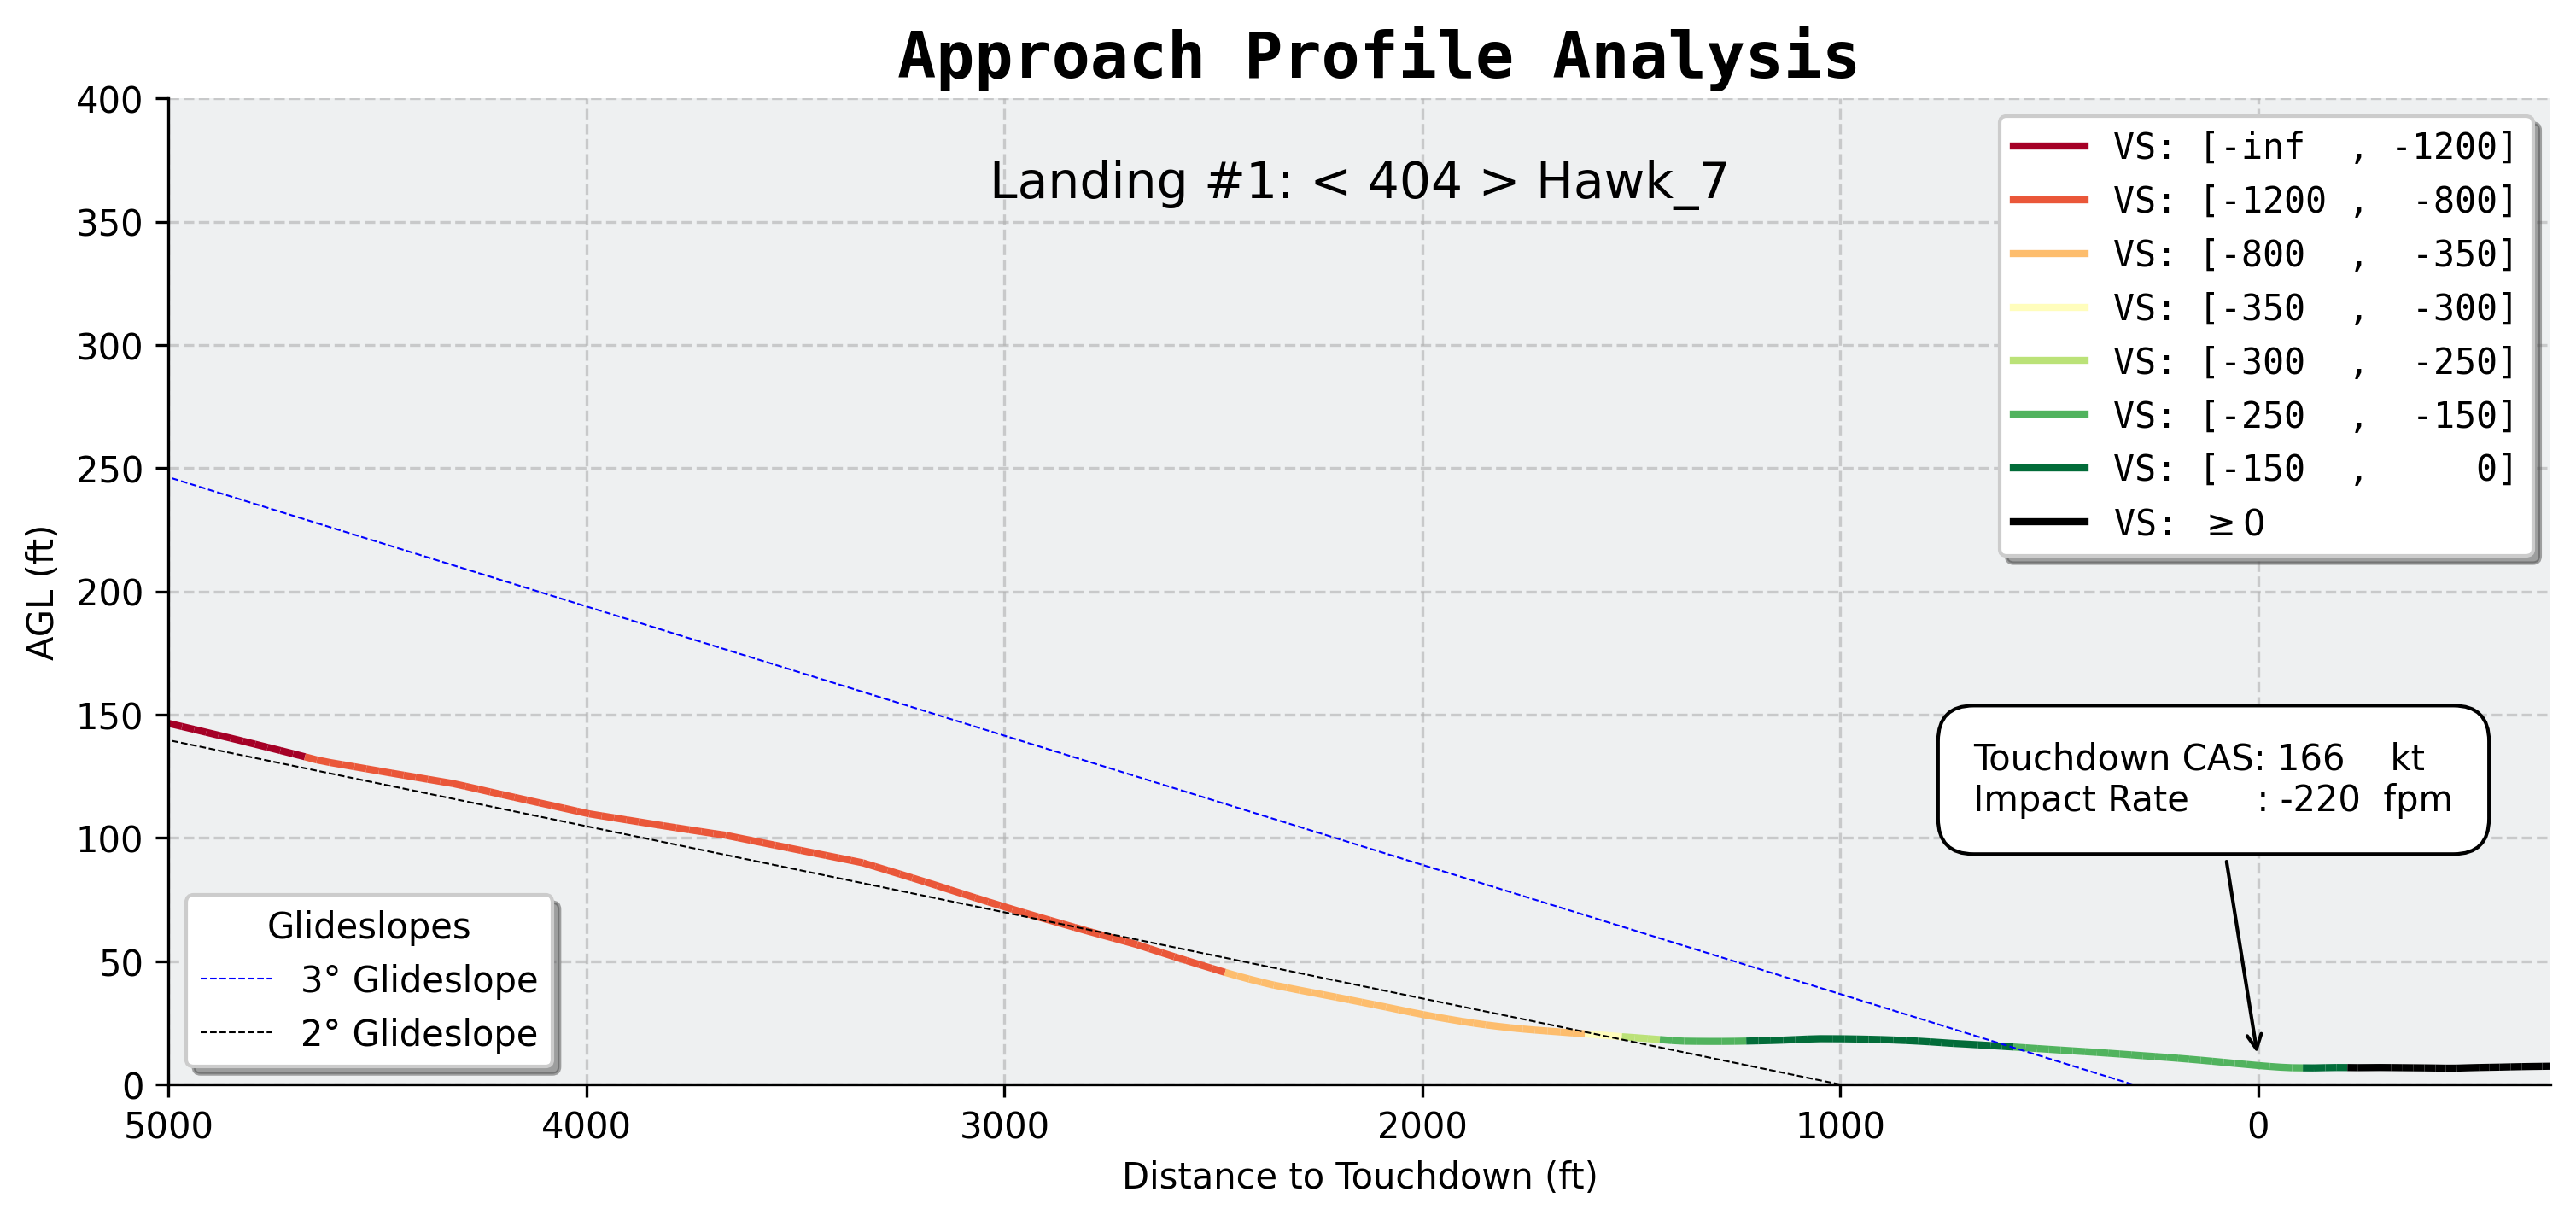 Approach Profile Analysis
Landing #1: < 404 > Hawk_7
VS: [-inf  , -1200]
VS: [-1200 ,  -800]
VS: [-800  ,  -350]
VS: [-350  ,  -300]
VS: [-300  ,  -250]
VS: [-250  ,  -150]
VS: [-150  ,     0]
VS: ≥0
400
350
300
250
200
150
100
50
0
AGL (ft)
Touchdown CAS: 166    kt
Impact Rate      : -220  fpm
Glideslopes
3° Glideslope
2° Glideslope
5000 4000 3000 2000 1000 0
Distance to Touchdown (ft)